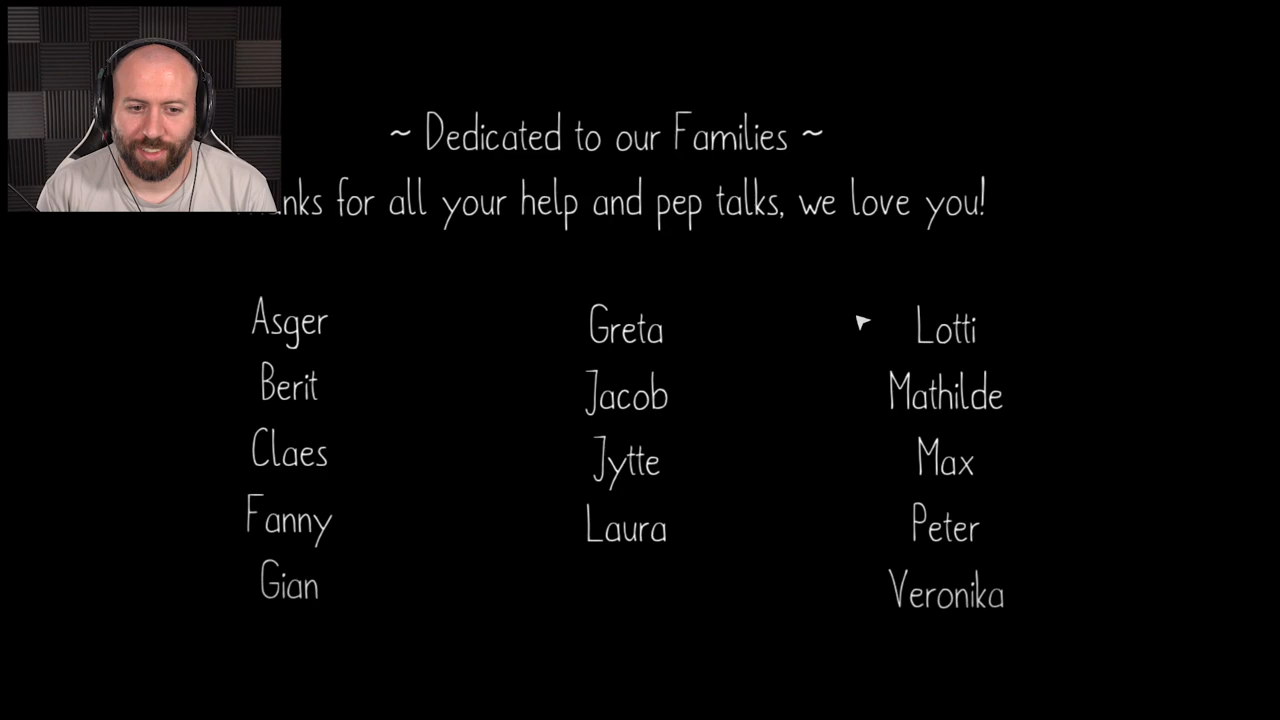 ~ Dedicated to our Families ~
for all your help and pep talks, we love you!
Asger
Berit
Claes
Fanny
Gian
Greta
Jacob
Jytte
Laura
Lotti
Mathilde
Max
Peter
Veronika